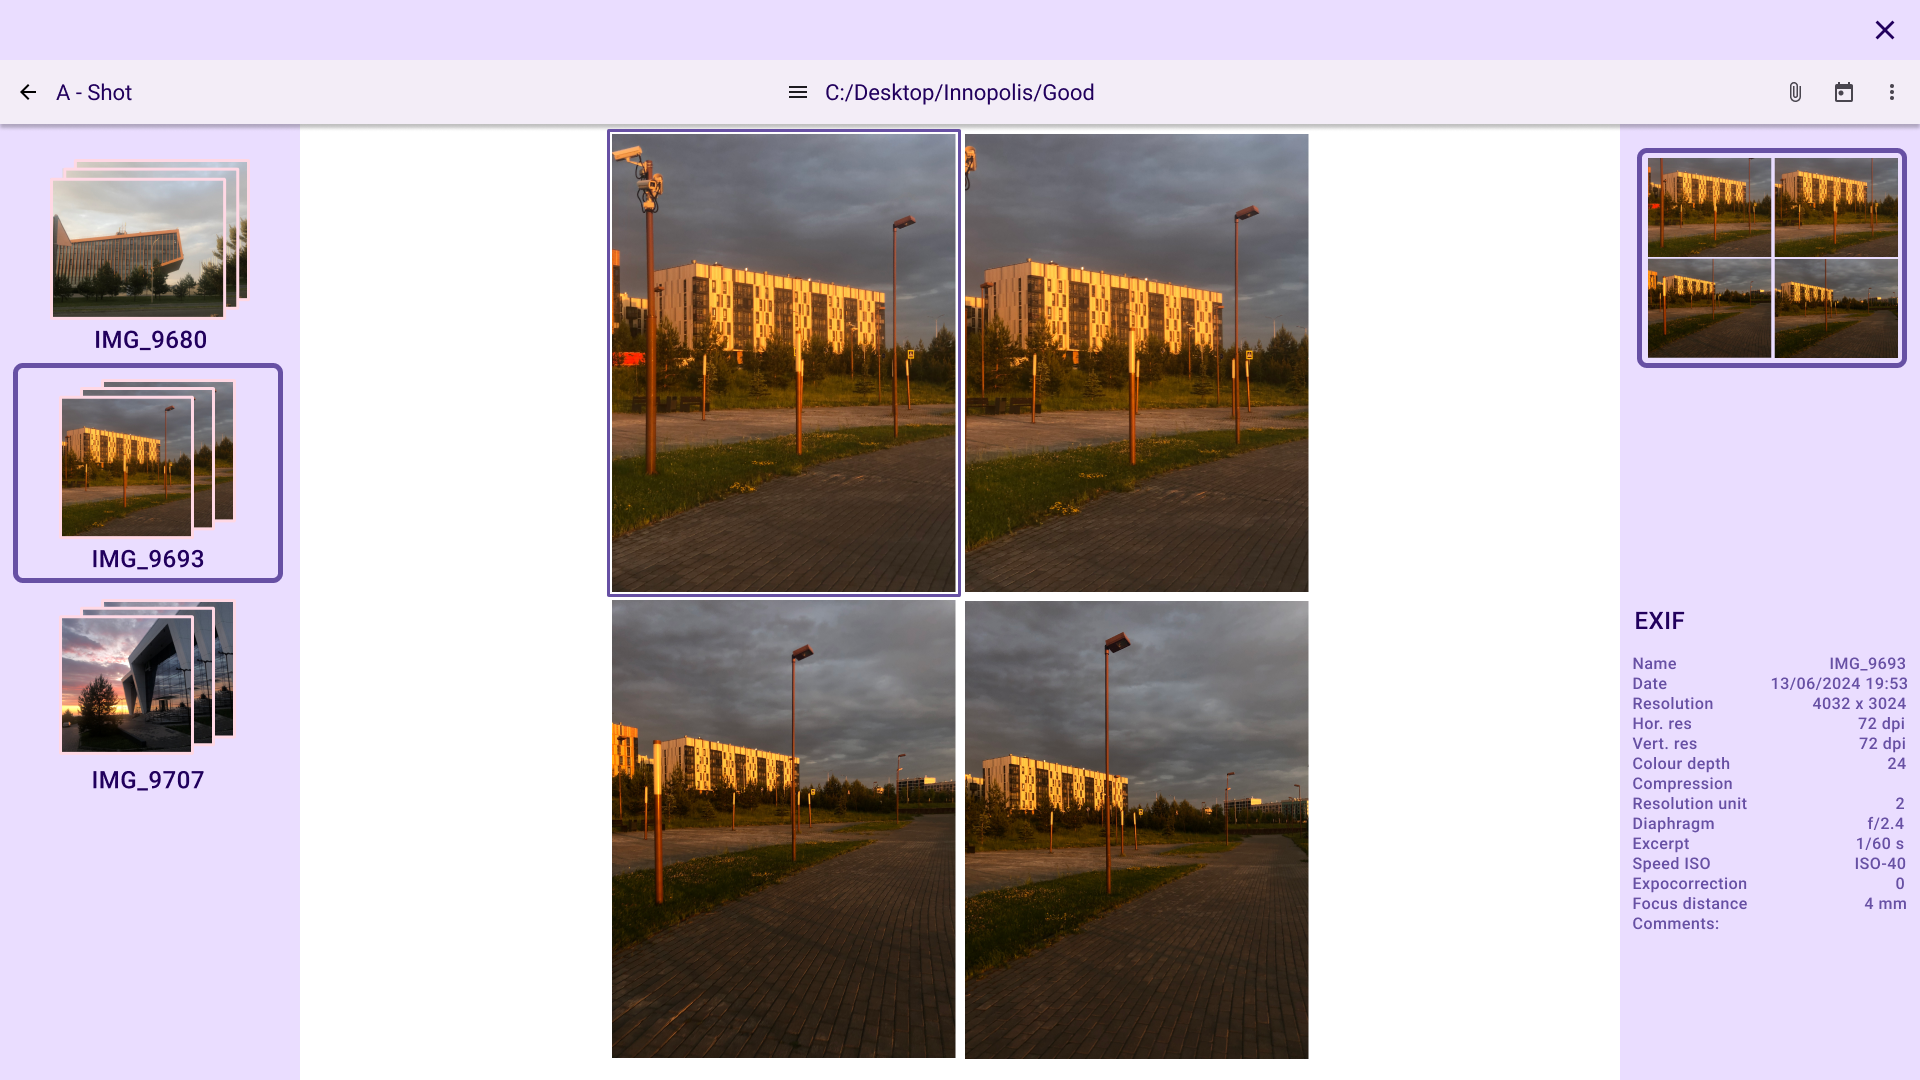 A - Shot
C:/Desktop/Innopolis/Good
IMG_9680
IMG_9693
IMG_9707
EXIF
Name IMG_9693
Date 13/06/2024 19:53
Resolution 4032 x 3024
Hor. res 72 dpi
Vert. res 72 dpi
Colour depth 24
Compression
Resolution unit 2
Diaphragm f/2.4
Excerpt 1/60 s
Speed ISO ISO-40
Expocorrection 0
Focus distance 4 mm
Comments: